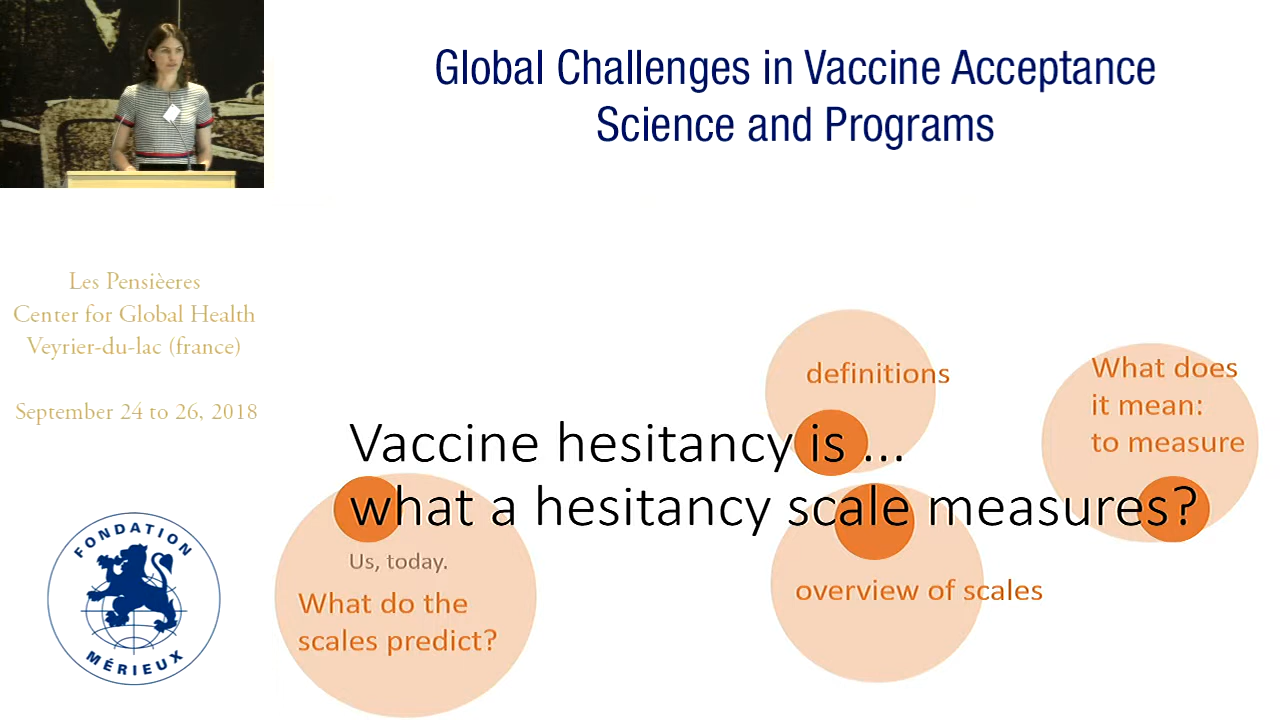 Global Challenges in Vaccine Acceptance
Science and Programs
Les Pensièeres
Center for Global Health
Veyrier-du-lac (france)
September 24 to 26, 2018
FONDATION
MÉRIEUX
definitions
What does
it mean:
to measure
Vaccine hesitancy is ...
what a hesitancy scale measures?
Us, today.
What do the
scales predict?
overview of scales